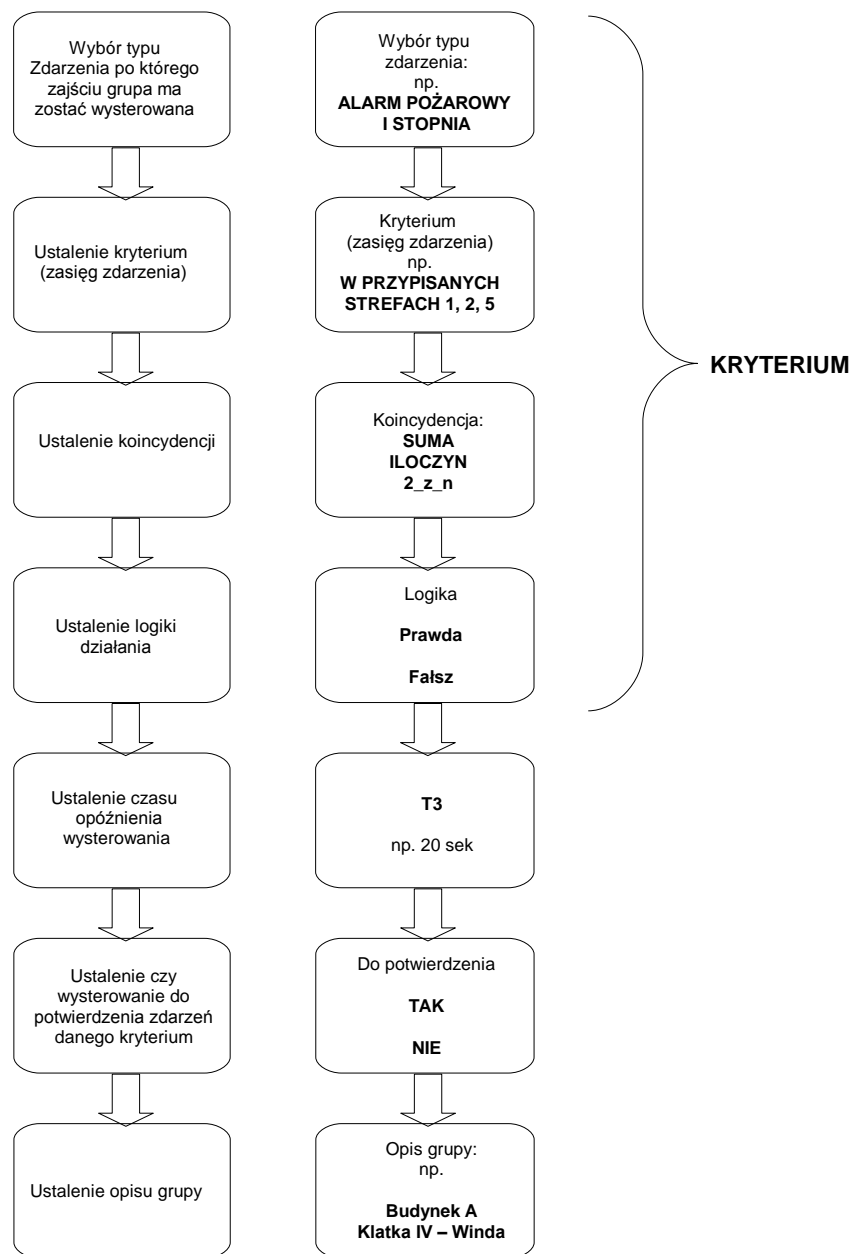 Wybór typu
Zdarzenia po którego
zajściu grupa ma
zostać wysterowana
Wybór typu
zdarzenia:
np.
ALARM POŻAROWY
I STOPNIA
Ustalenie kryterium
(zasięg zdarzenia)
Kryterium
(zasięg zdarzenia)
np.
W PRZYPISANYCH
STREFACH 1, 2, 5
KRYTERIUM
Ustalenie koincydencji
Koincydencja:
SUMA
ILOCZYN
2_z_n
Ustalenie logiki
działania
Logika
Prawda
Fałsz
Ustalenie czasu
opóźnienia
wysterowania
T3
np. 20 sek
Ustalenie czy
wysterowanie do
potwierdzenia zdarzeń
danego kryterium
Do potwierdzenia
TAK
NIE
Ustalenie opisu grupy
Opis grupy:
np.
Budynek A
Klatka IV – Winda